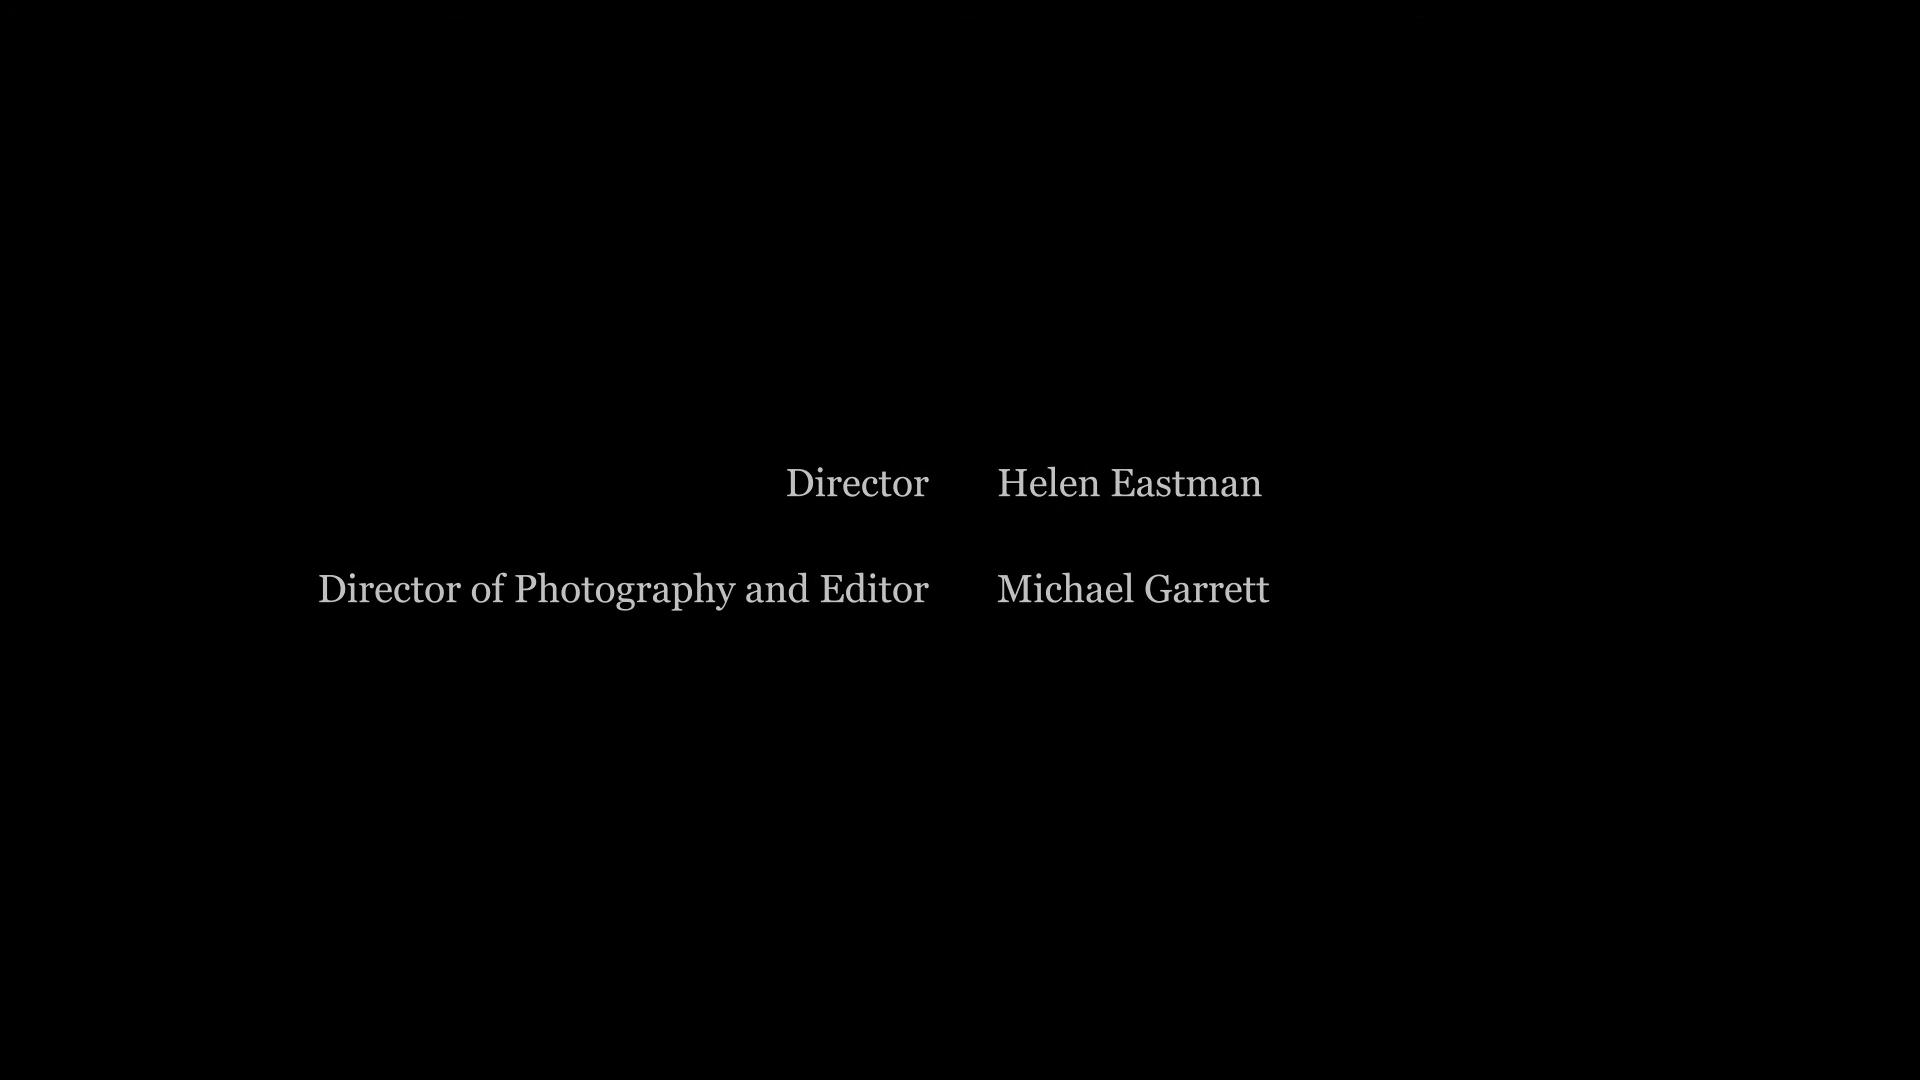 Director Helen Eastman
Director of Photography and Editor Michael Garrett